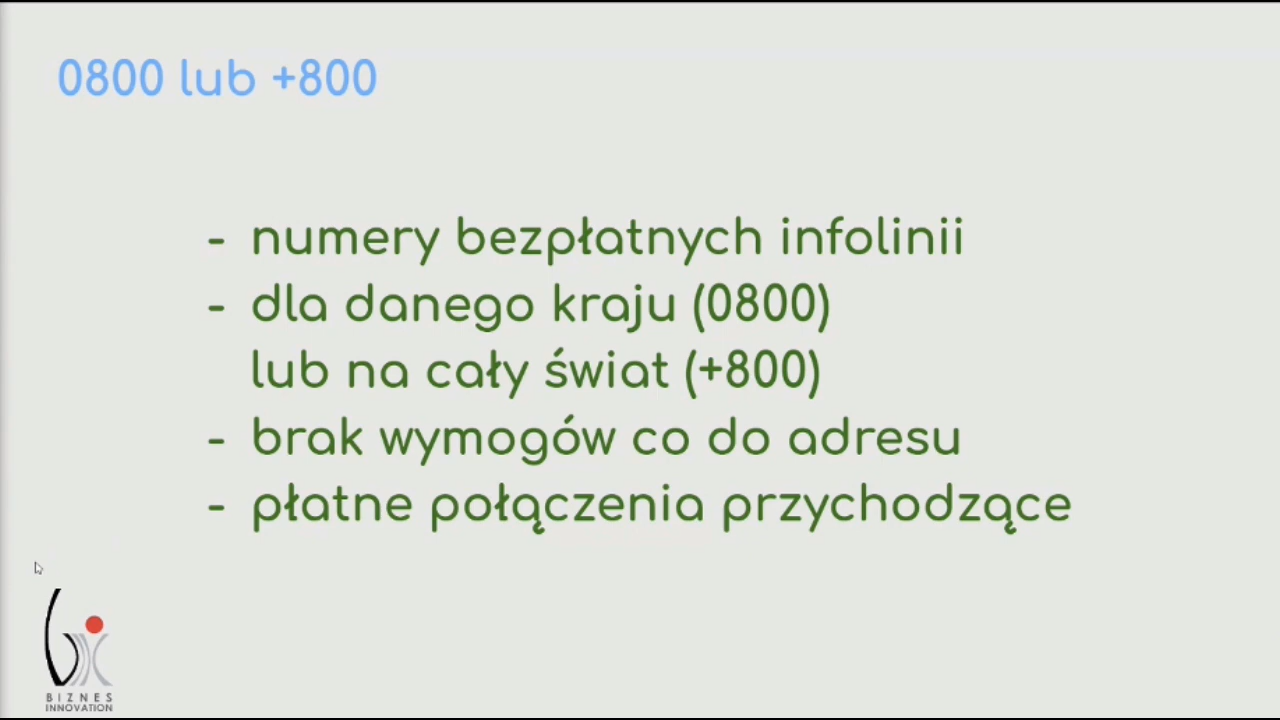 0800 lub +800
- numery bezpłatnych infolinii
- dla danego kraju (0800)
lub na cały świat (+800)
- brak wymogów co do adresu
- płatne połączenia przychodzące
BIZNES
INNOVATION